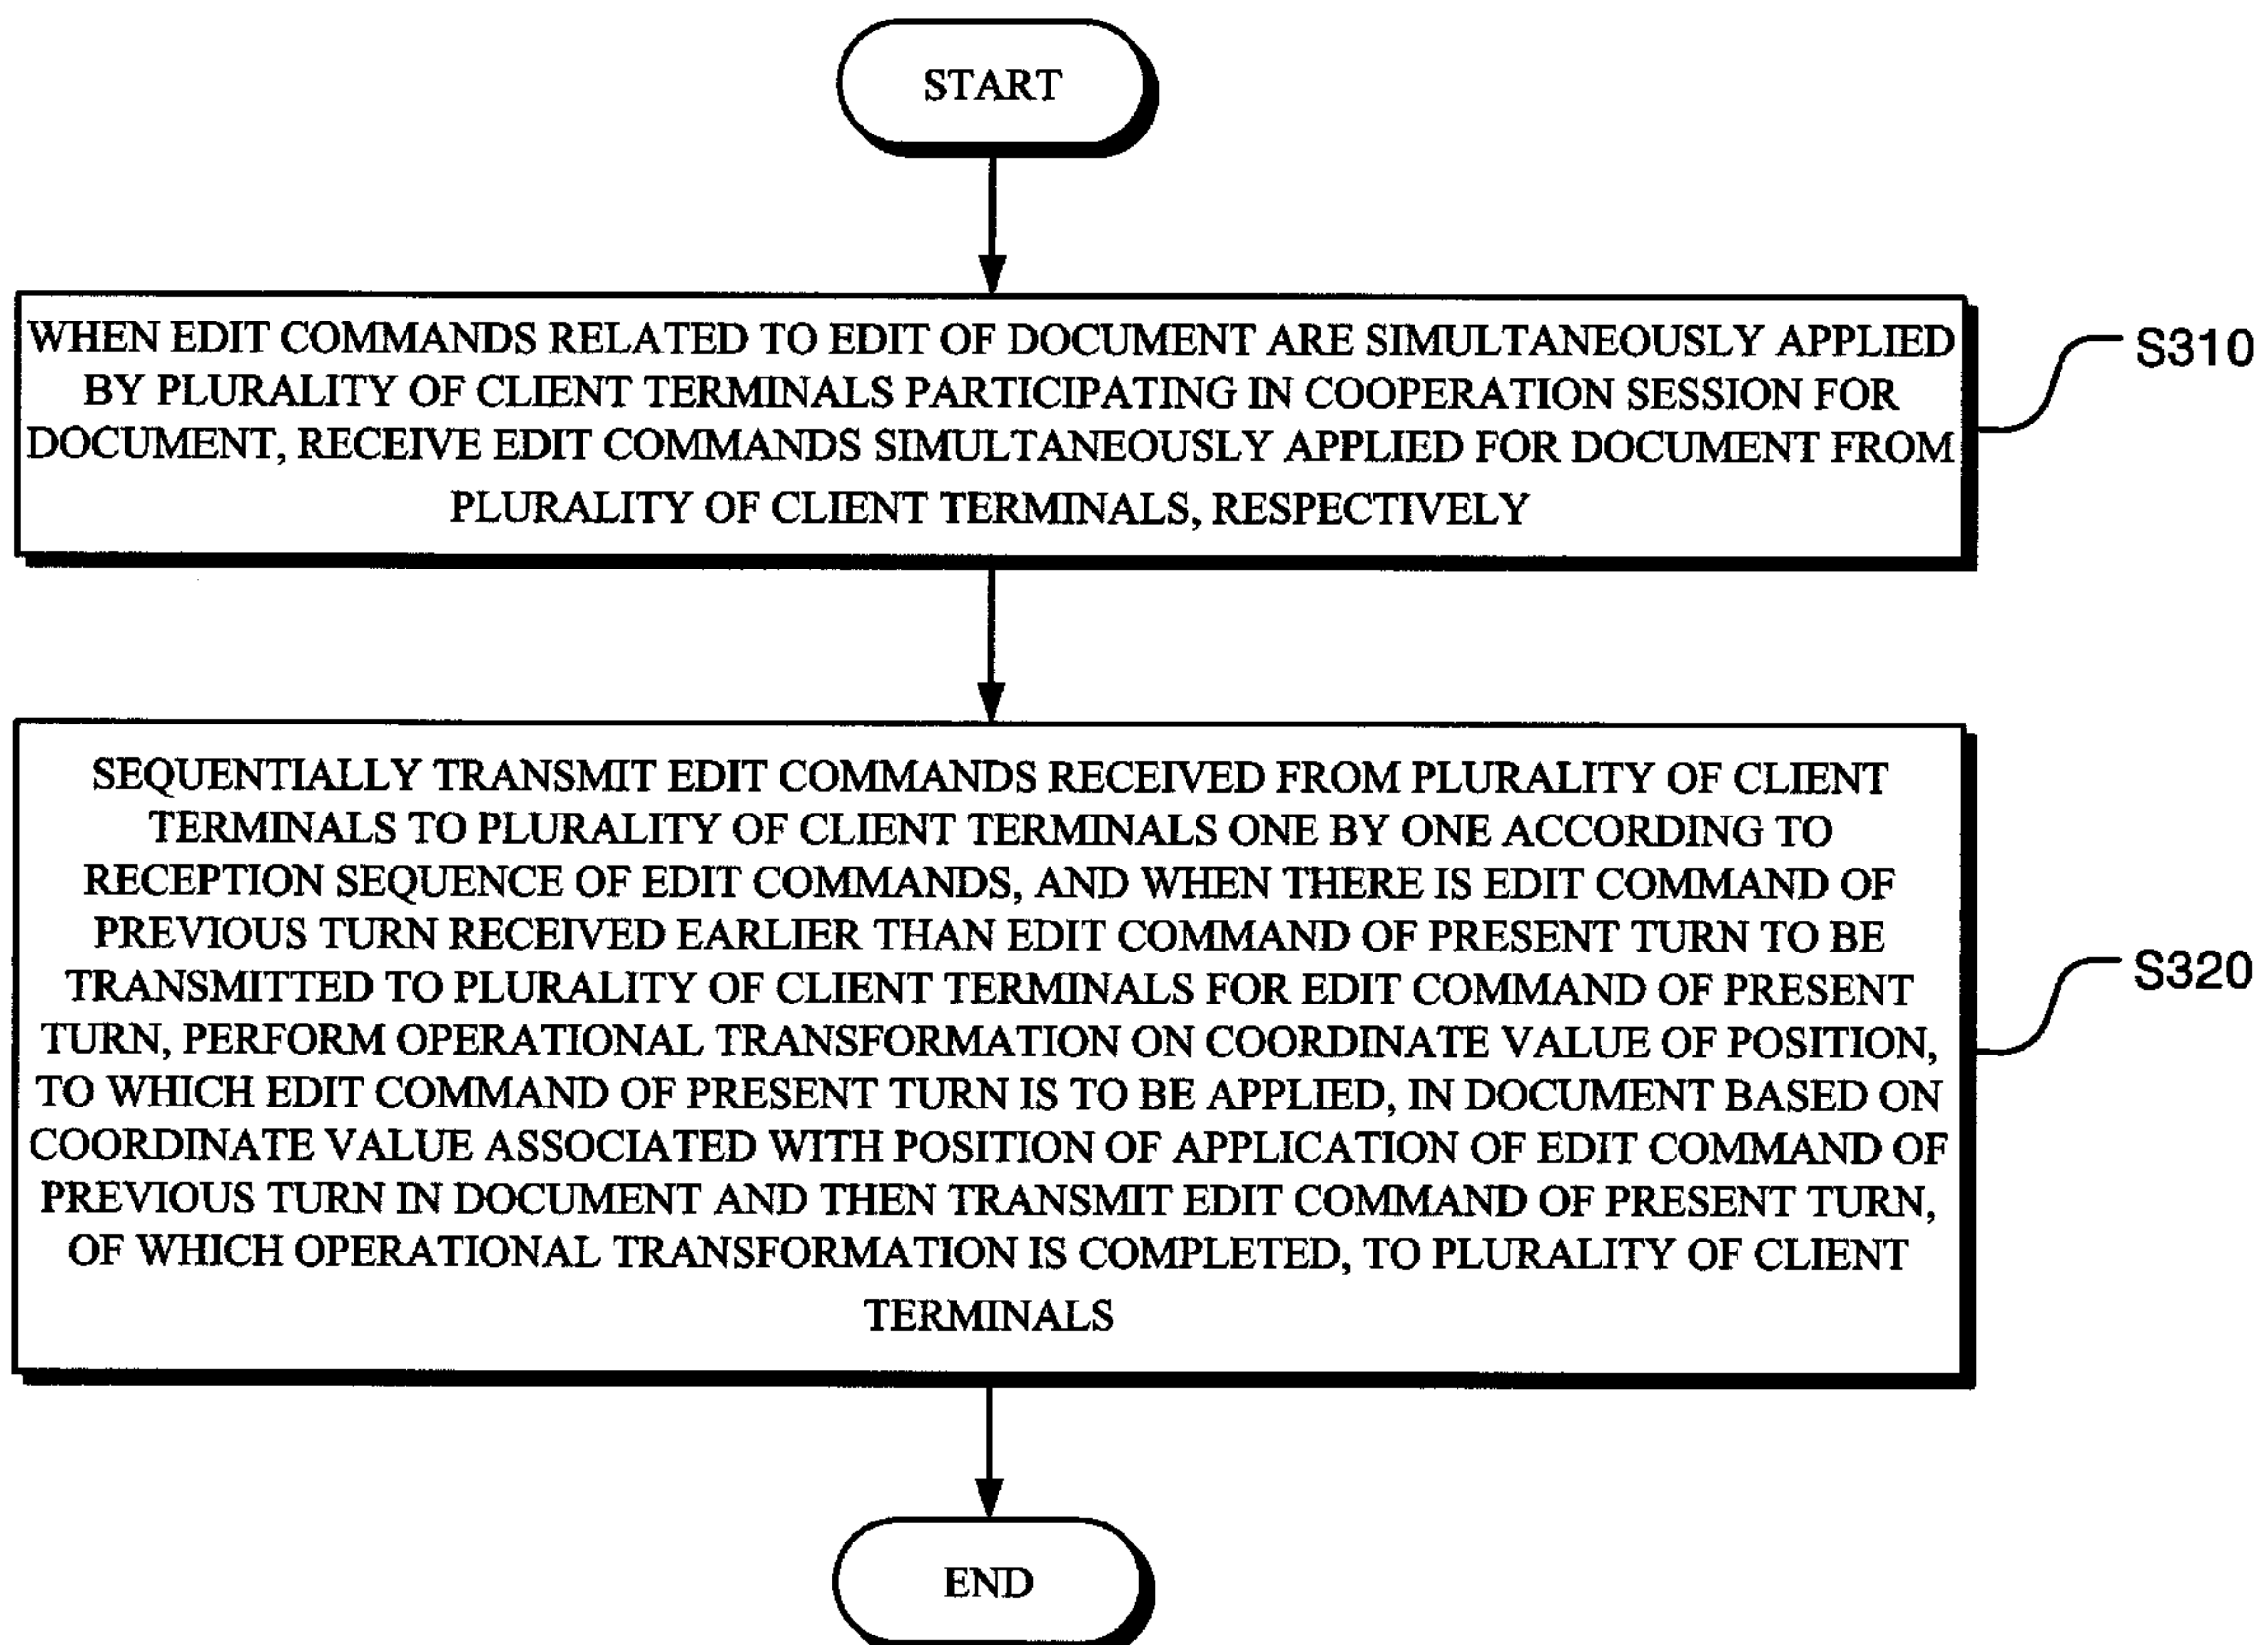 START
WHEN EDIT COMMANDS RELATED TO EDIT OF DOCUMENT ARE SIMULTANEOUSLY APPLIED
BY PLURALITY OF CLIENT TERMINALS PARTICIPATING IN COOPERATION SESSION FOR
DOCUMENT, RECEIVE EDIT COMMANDS SIMULTANEOUSLY APPLIED FOR DOCUMENT FROM
PLURALITY OF CLIENT TERMINALS, RESPECTIVELY
S310
SEQUENTIALLY TRANSMIT EDIT COMMANDS RECEIVED FROM PLURALITY OF CLIENT
TERMINALS TO PLURALITY OF CLIENT TERMINALS ONE BY ONE ACCORDING TO
RECEPTION SEQUENCE OF EDIT COMMANDS, AND WHEN THERE IS EDIT COMMAND OF
PREVIOUS TURN RECEIVED EARLIER THAN EDIT COMMAND OF PRESENT TURN TO BE
TRANSMITTED TO PLURALITY OF CLIENT TERMINALS FOR EDIT COMMAND OF PRESENT
TURN, PERFORM OPERATIONAL TRANSFORMATION ON COORDINATE VALUE OF POSITION,
TO WHICH EDIT COMMAND OF PRESENT TURN IS TO BE APPLIED, IN DOCUMENT BASED ON
COORDINATE VALUE ASSOCIATED WITH POSITION OF APPLICATION OF EDIT COMMAND OF
PREVIOUS TURN IN DOCUMENT AND THEN TRANSMIT EDIT COMMAND OF PRESENT TURN,
OF WHICH OPERATIONAL TRANSFORMATION IS COMPLETED, TO PLURALITY OF CLIENT
TERMINALS
S320
END